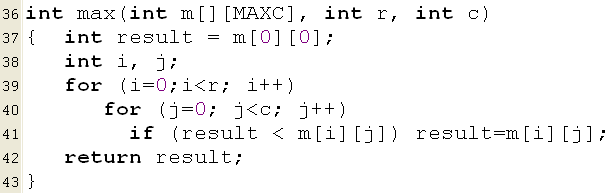 36 int max(int m[][MAXC], int r, int c)
37 {  int result = m[0][0];
38    int i, j;
39    for (i=0;i<r; i++)
40       for (j=0; j<c; j++)
41         if (result < m[i][j]) result=m[i][j];
42    return result;
43 }